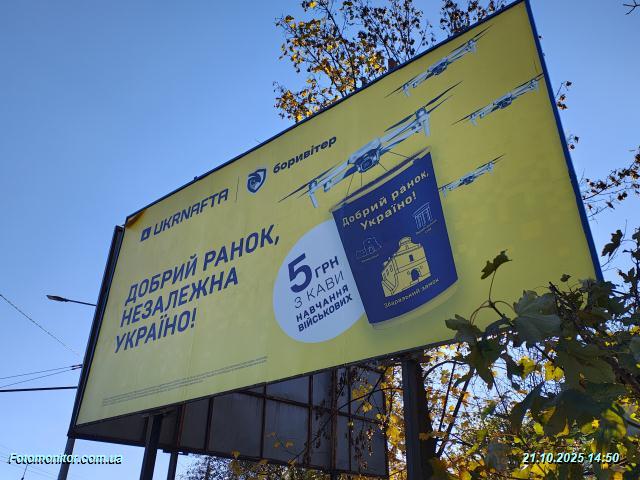 UKRNAFTA
боривітер
ДОБРИЙ РАНОК,
НЕЗАЛЕЖНА
УКРАЇНО!
5 ГРН
З КАВИ
НАВЧАННЯ
ВІЙСЬКОВИХ
Добрий ранок,
Україно!
Збаразький замок
Fotomonitor.com.ua
21.10.2025 14:50